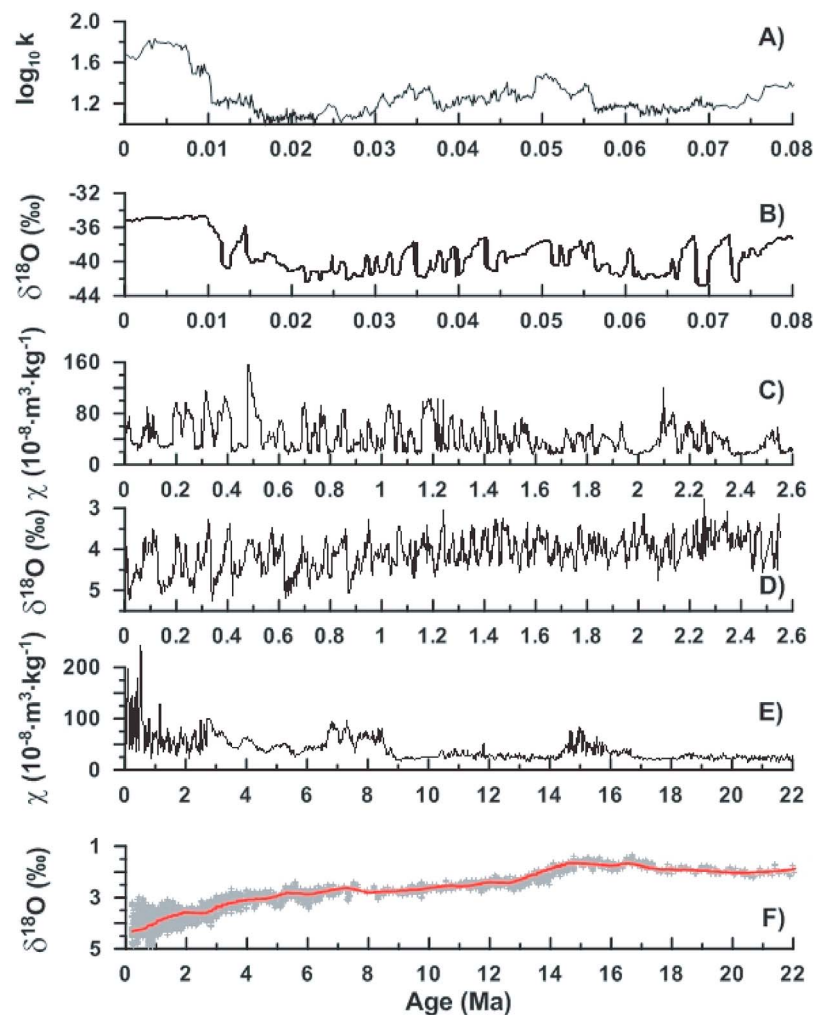 A)
log₁₀ k
2.0
1.6
1.2
0 0.01 0.02 0.03 0.04 0.05 0.06 0.07 0.08
B)
δ¹⁸O (‰)
-32
-36
-40
-44
0 0.01 0.02 0.03 0.04 0.05 0.06 0.07 0.08
C)
χ (10⁻⁸·m³·kg⁻¹)
160
80
0
0 0.2 0.4 0.6 0.8 1 1.2 1.4 1.6 1.8 2 2.2 2.4 2.6
D)
δ¹⁸O (‰)
3
4
5
0 0.2 0.4 0.6 0.8 1 1.2 1.4 1.6 1.8 2 2.2 2.4 2.6
E)
χ (10⁻⁸·m³·kg⁻¹)
200
100
0
0 2 4 6 8 10 12 14 16 18 20 22
F)
δ¹⁸O (‰)
1
3
5
0 2 4 6 8 10 12 14 16 18 20 22
Age (Ma)